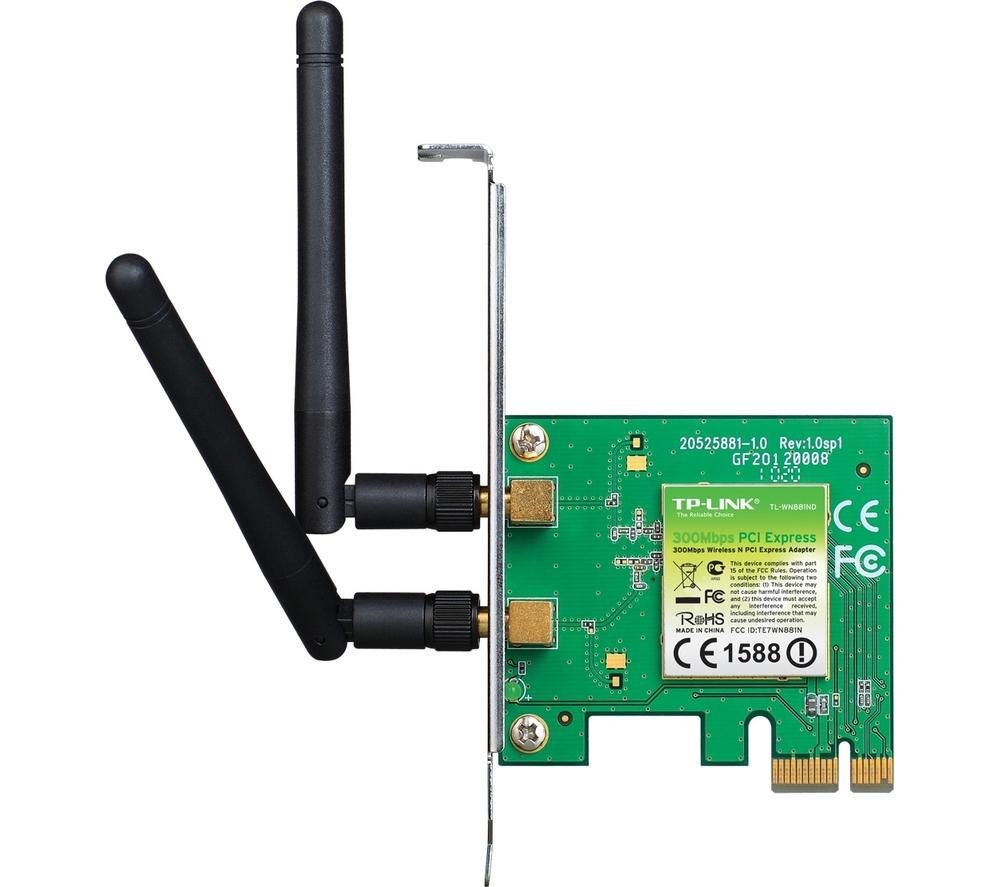 20525881-1.0 Rev:1.0sp1
GF20120008
1020
TP-LINK®
The Reliable Choice
TL-WN881ND
300Mbps PCI Express
300Mbps Wireless N PCI Express Adapter
This device complies with part
15 of the FCC Rules. Operation
is subject to the following two
conditions: (1) This device may
not cause harmful interference,
and (2) this device must accept
any interference received,
including interference that may
cause undesired operation.
FC
RoHS
MADE IN CHINA FCC ID:TE7WN881N
CE1588
CE
FC
+